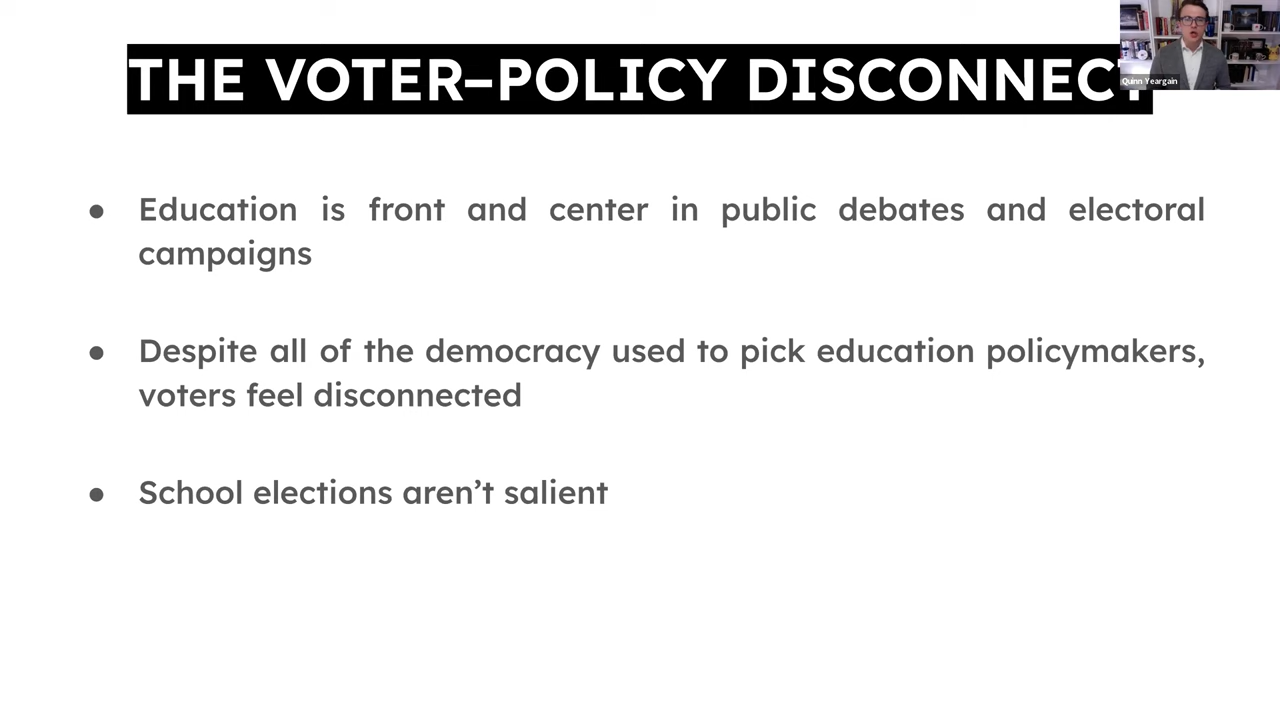 THE VOTER–POLICY DISCONNECT
Quinn Yeargain
● Education is front and center in public debates and electoral
campaigns
● Despite all of the democracy used to pick education policymakers,
voters feel disconnected
● School elections aren’t salient